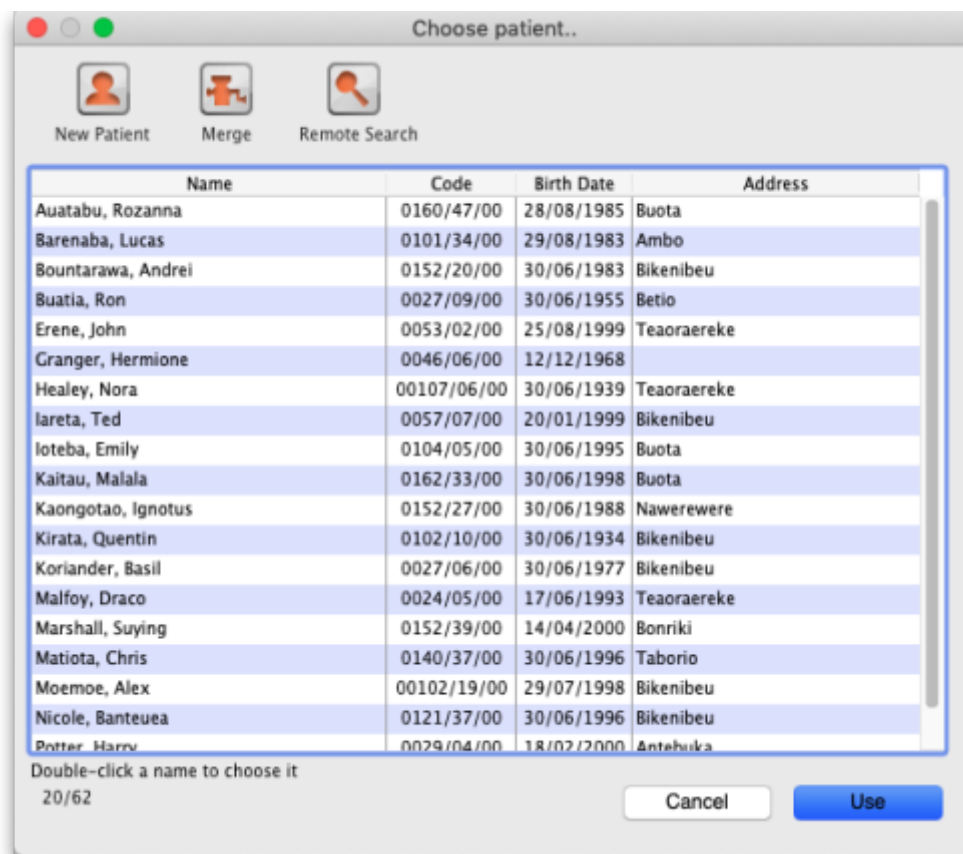 Choose patient..
New Patient Merge Remote Search
Name Code Birth Date Address
Auatabu, Rozanna 0160/47/00 28/08/1985 Buota
Barenaba, Lucas 0101/34/00 29/08/1983 Ambo
Bountarawa, Andrei 0152/20/00 30/06/1983 Bikenibeu
Buatia, Ron 0027/09/00 30/06/1955 Betio
Erene, John 0053/02/00 25/08/1999 Teaoraereke
Granger, Hermione 0046/06/00 12/12/1968
Healey, Nora 00107/06/00 30/06/1939 Teaoraereke
Iareta, Ted 0057/07/00 20/01/1999 Bikenibeu
Ioteba, Emily 0104/05/00 30/06/1995 Buota
Kaitau, Malala 0162/33/00 30/06/1998 Buota
Kaongotao, Ignotus 0152/27/00 30/06/1988 Nawerewere
Kirata, Quentin 0102/10/00 30/06/1934 Bikenibeu
Koriander, Basil 0027/06/00 30/06/1977 Bikenibeu
Malfoy, Draco 0024/05/00 17/06/1993 Teaoraereke
Marshall, Suying 0152/39/00 14/04/2000 Bonriki
Matiota, Chris 0140/37/00 30/06/1996 Taborio
Moemoe, Alex 00102/19/00 29/07/1998 Bikenibeu
Nicole, Banteuea 0121/37/00 30/06/1996 Bikenibeu
Potter, Harry 0029/04/00 18/02/2000 Antebuka
Double-click a name to choose it
20/62
Cancel Use